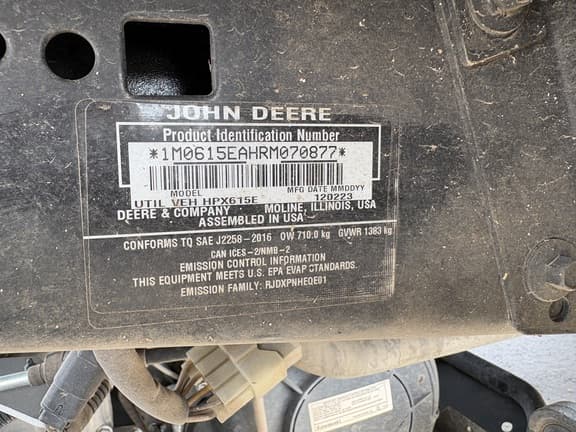 JOHN DEERE
Product Identification Number
*1M0615EAHRM070877*
MODEL MFG DATE MMDDYY
UTIL VEH HPX615E 120223
DEERE & COMPANY MOLINE, ILLINOIS, USA
ASSEMBLED IN USA
CONFORMS TO SAE J2258-2016 OW 710.0 kg GVWR 1383 kg
CAN ICES-2/NMB-2
EMISSION CONTROL INFORMATION
THIS EQUIPMENT MEETS U.S. EPA EVAP STANDARDS.
EMISSION FAMILY: RJDXPNHEQE01